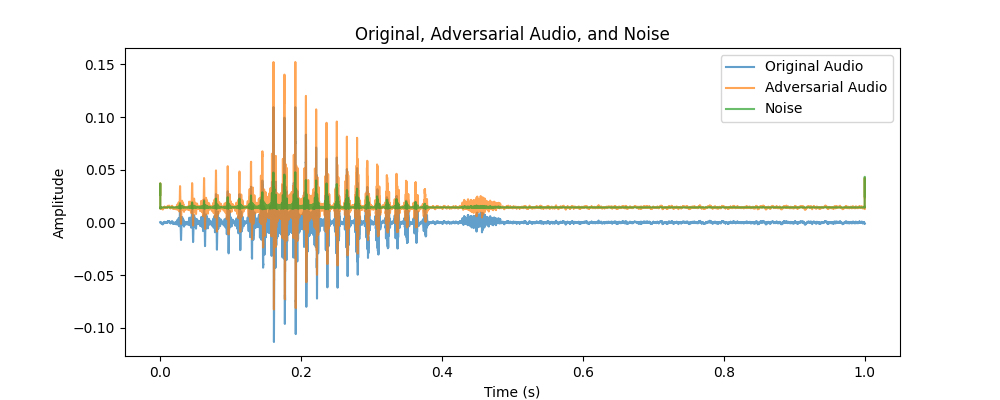 Original, Adversarial Audio, and Noise
Original Audio
Adversarial Audio
Noise
Amplitude
0.15
0.10
0.05
0.00
−0.05
−0.10
0.0 0.2 0.4 0.6 0.8 1.0
Time (s)